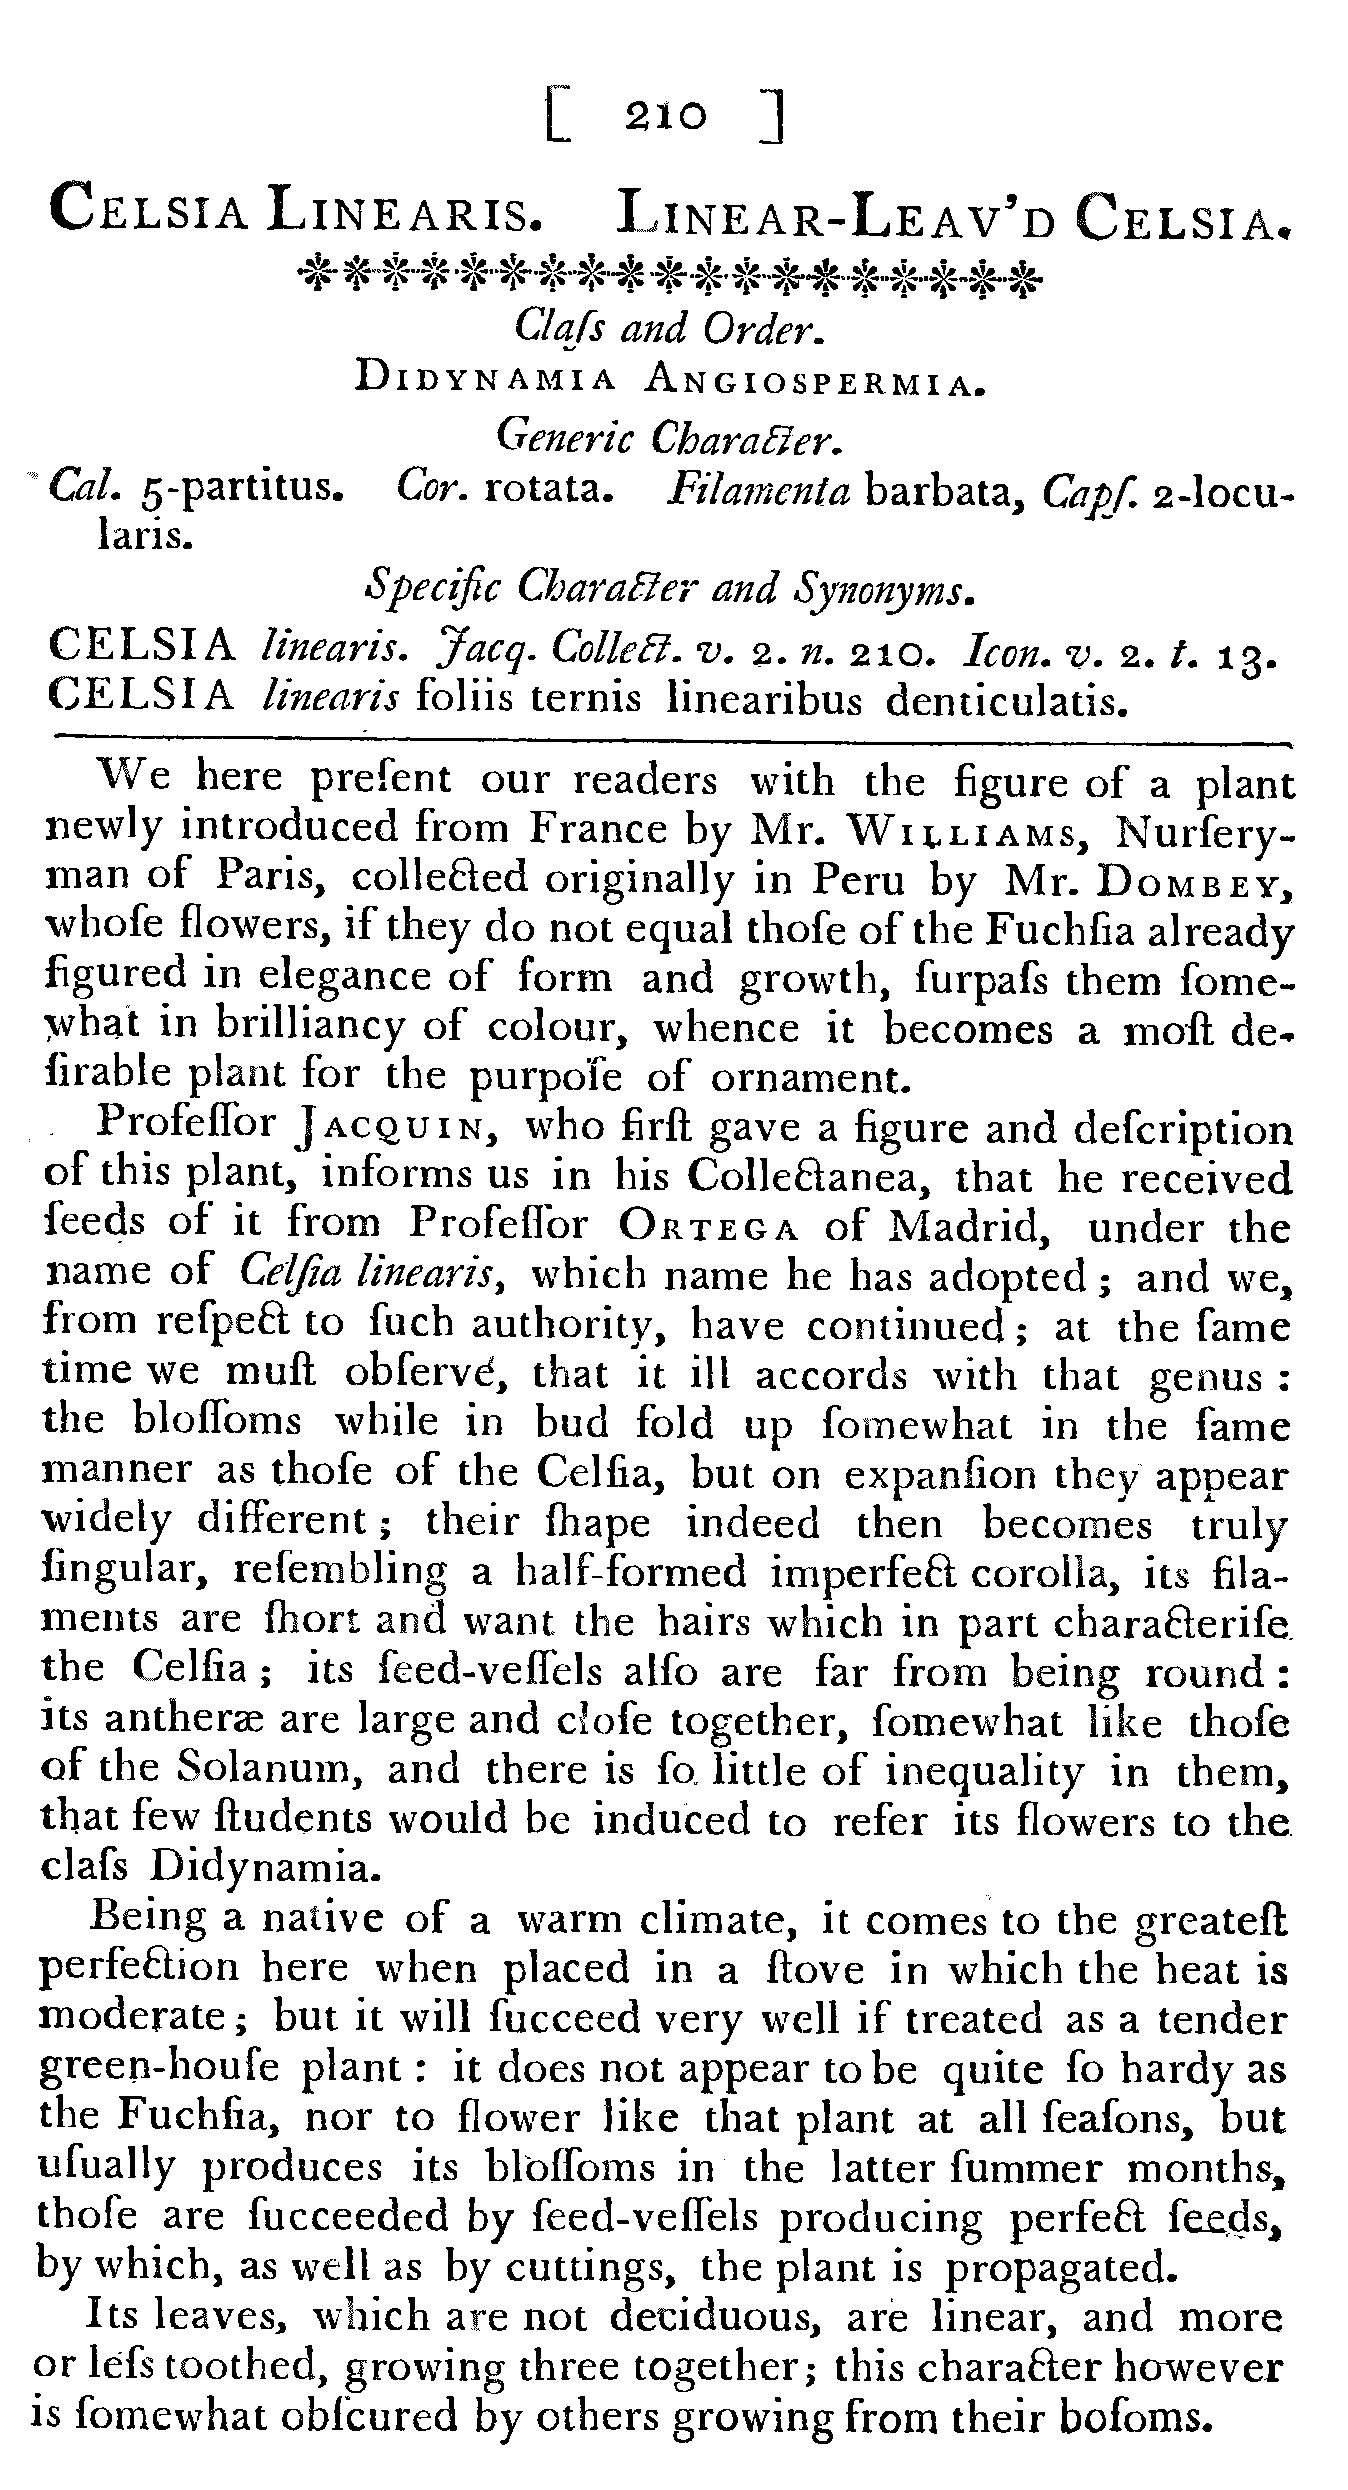 [ 210 ]
CELSIA LINEARIS. LINEAR-LEAV'D CELSIA.
Claſs and Order.
DIDYNAMIA ANGIOSPERMIA.
Generic Character.
Cal. 5-partitus. Cor. rotata. Filamenta barbata, Capſ. 2-locu-
laris.
Specific Character and Synonyms.
CELSIA linearis. Jacq. Collect. v. 2. n. 210. Icon. v. 2. t. 13.
CELSIA linearis foliis ternis linearibus denticulatis.
We here preſent our readers with the figure of a plant
newly introduced from France by Mr. WILLIAMS, Nurſery-
man of Paris, collected originally in Peru by Mr. DOMBEY,
whoſe flowers, if they do not equal thoſe of the Fuchſia already
figured in elegance of form and growth, ſurpaſs them ſome-
what in brilliancy of colour, whence it becomes a moſt de-
ſirable plant for the purpoſe of ornament.
Profeſſor JACQUIN, who firſt gave a figure and deſcription
of this plant, informs us in his Collectanea, that he received
ſeeds of it from Profeſſor ORTEGA of Madrid, under the
name of Celſia linearis, which name he has adopted; and we,
from reſpect to ſuch authority, have continued; at the ſame
time we muſt obſerve, that it ill accords with that genus:
the bloſſoms while in bud fold up ſomewhat in the ſame
manner as thoſe of the Celſia, but on expanſion they appear
widely different; their ſhape indeed then becomes truly
ſingular, reſembling a half-formed imperfect corolla, its fila-
ments are ſhort and want the hairs which in part characteriſe
the Celſia; its ſeed-veſſels alſo are far from being round:
its antheræ are large and cloſe together, ſomewhat like thoſe
of the Solanum, and there is ſo little of inequality in them,
that few ſtudents would be induced to refer its flowers to the
claſs Didynamia.
Being a native of a warm climate, it comes to the greateſt
perfection here when placed in a ſtove in which the heat is
moderate; but it will ſucceed very well if treated as a tender
green-houſe plant: it does not appear to be quite ſo hardy as
the Fuchſia, nor to flower like that plant at all ſeaſons, but
uſually produces its bloſſoms in the latter ſummer months,
thoſe are ſucceeded by ſeed-veſſels producing perfect ſeeds,
by which, as well as by cuttings, the plant is propagated.
Its leaves, which are not deciduous, are linear, and more
or leſs toothed, growing three together; this character however
is ſomewhat obſcured by others growing from their boſoms.